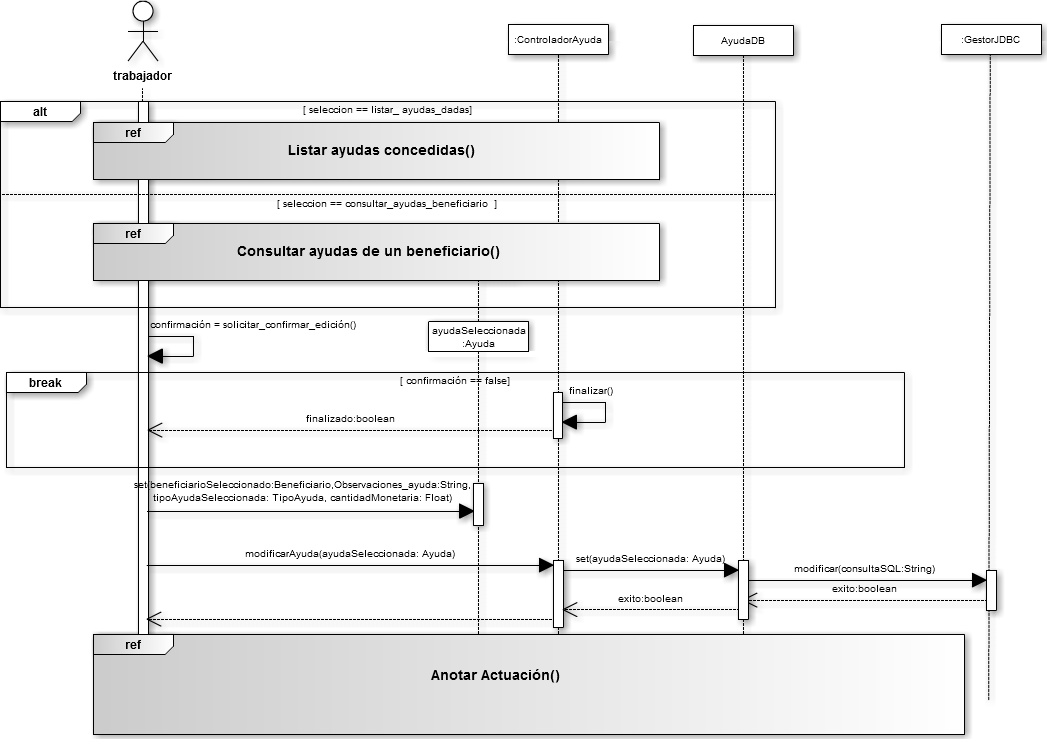 trabajador
:ControladorAyuda
AyudaDB
:GestorJDBC
alt
[ seleccion == listar_ ayudas_dadas]
ref
Listar ayudas concedidas()
[ seleccion == consultar_ayudas_beneficiario ]
ref
Consultar ayudas de un beneficiario()
confirmación = solicitar_confirmar_edición()
ayudaSeleccionada
:Ayuda
break
[ confirmación == false]
finalizar()
finalizado:boolean
set(beneficiarioSeleccionado:Beneficiario,Observaciones_ayuda:String,
tipoAyudaSeleccionada: TipoAyuda, cantidadMonetaria: Float)
modificarAyuda(ayudaSeleccionada: Ayuda)
set(ayudaSeleccionada: Ayuda)
modificar(consultaSQL:String)
exito:boolean
exito:boolean
ref
Anotar Actuación()